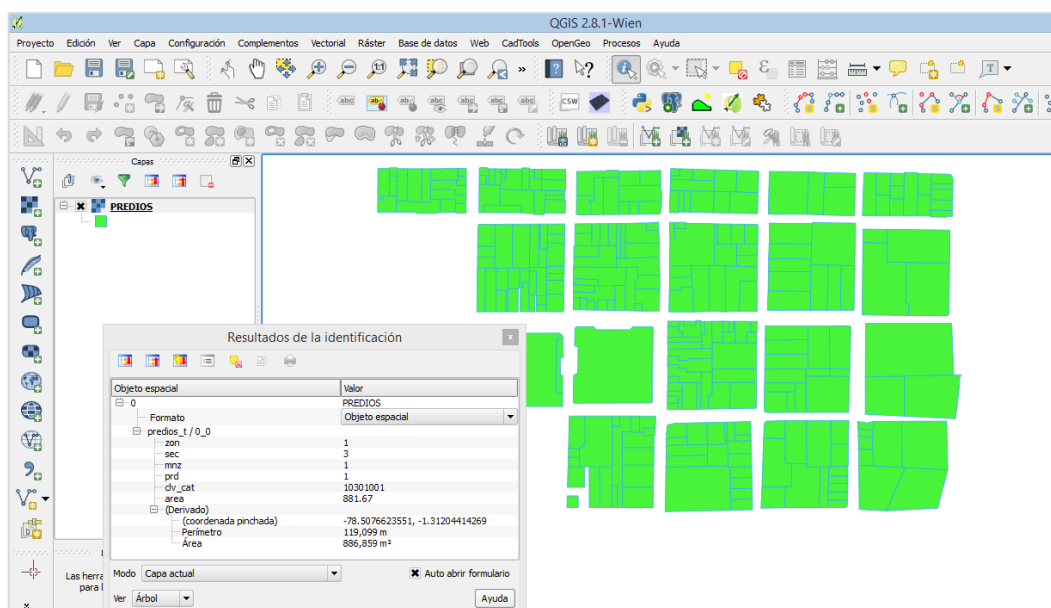 QGIS 2.8.1-Wien
Proyecto Edición Ver Capa Configuración Complementos Vectorial Ráster Base de datos Web CadTools OpenGeo Procesos Ayuda
Capas
PREDIOS
Resultados de la identificación
Objeto espacial Valor
0 PREDIOS
Formato Objeto espacial
predios_t / 0_0
zon 1
sec 3
mnz 1
prd 1
clv_cat 10301001
area 881.67
(Derivado)
(coordenada pinchada) -78.5076623551, -1.31204414269
Perímetro 119,099 m
Área 886,859 m²
Las herra
para l
Modo Capa actual Auto abrir formulario
Ver Árbol Ayuda